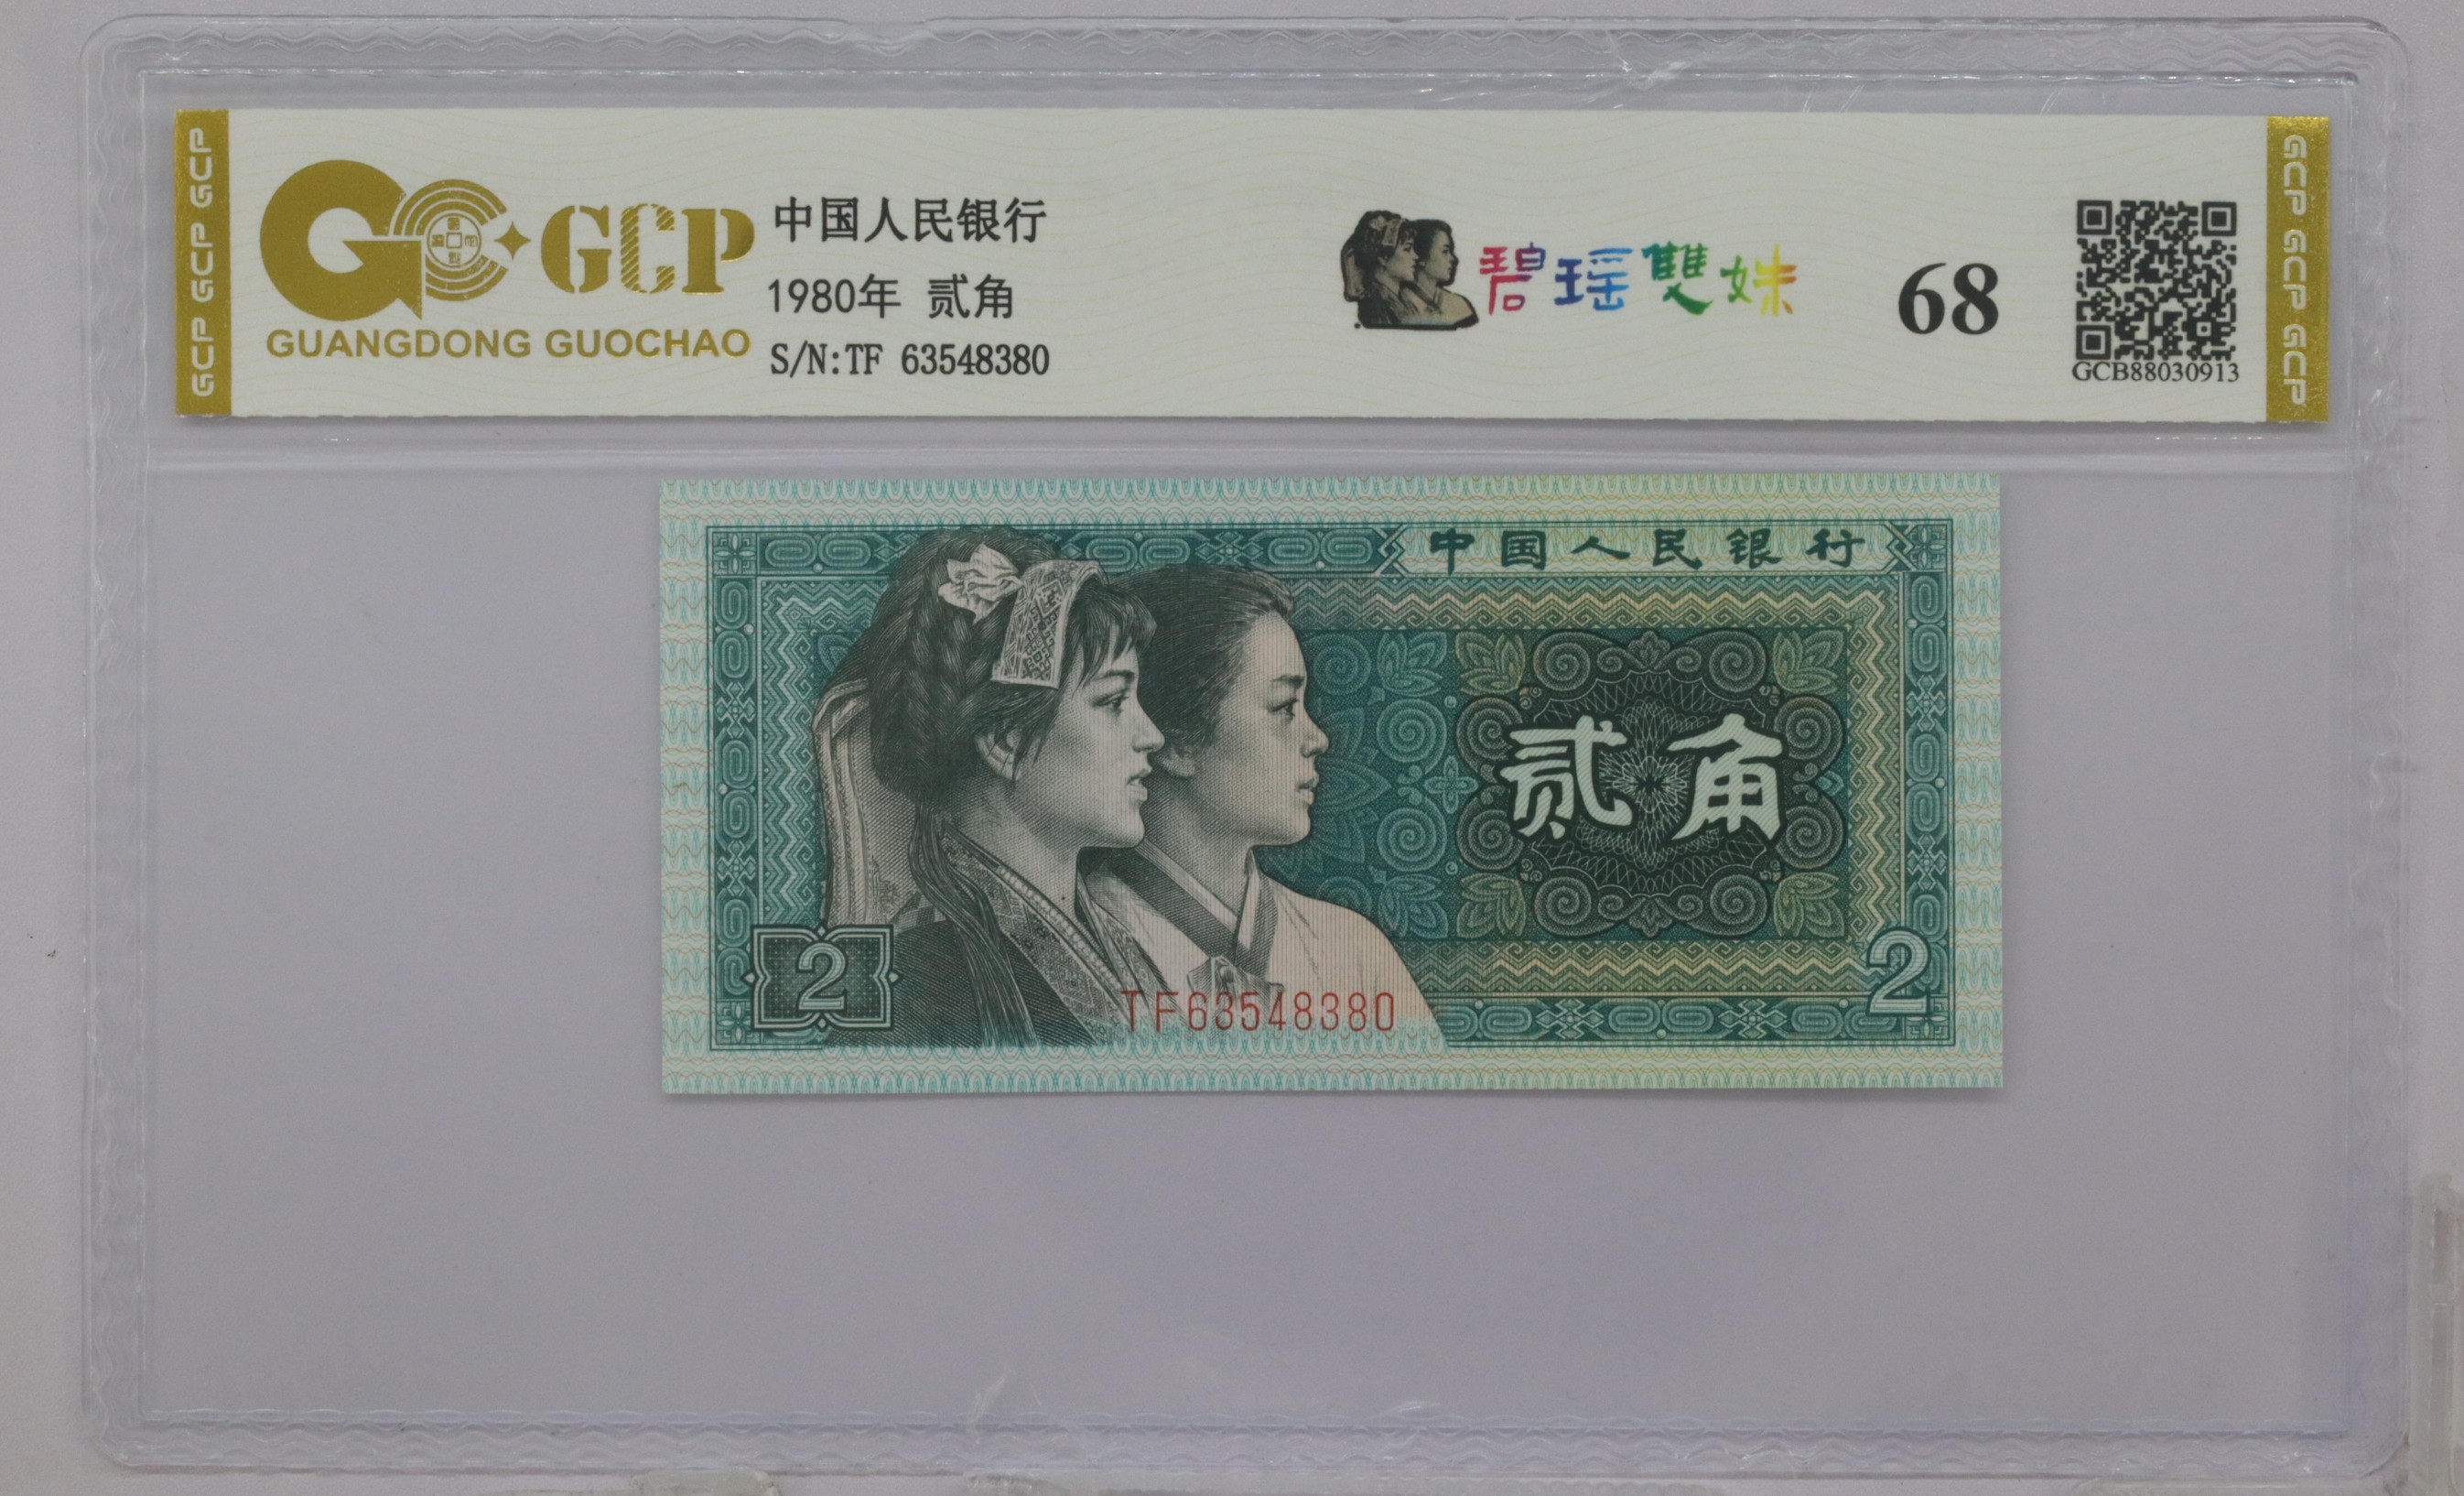 GCP GCP GCP
GCP
GUANGDONG GUOCHAO
中国人民银行
1980年 贰角
S/N:TF 63548380
碧瑶雙妹
68
GCB88030913
GCP GCP GCP
中国人民银行
贰角
2
2
TF63548380